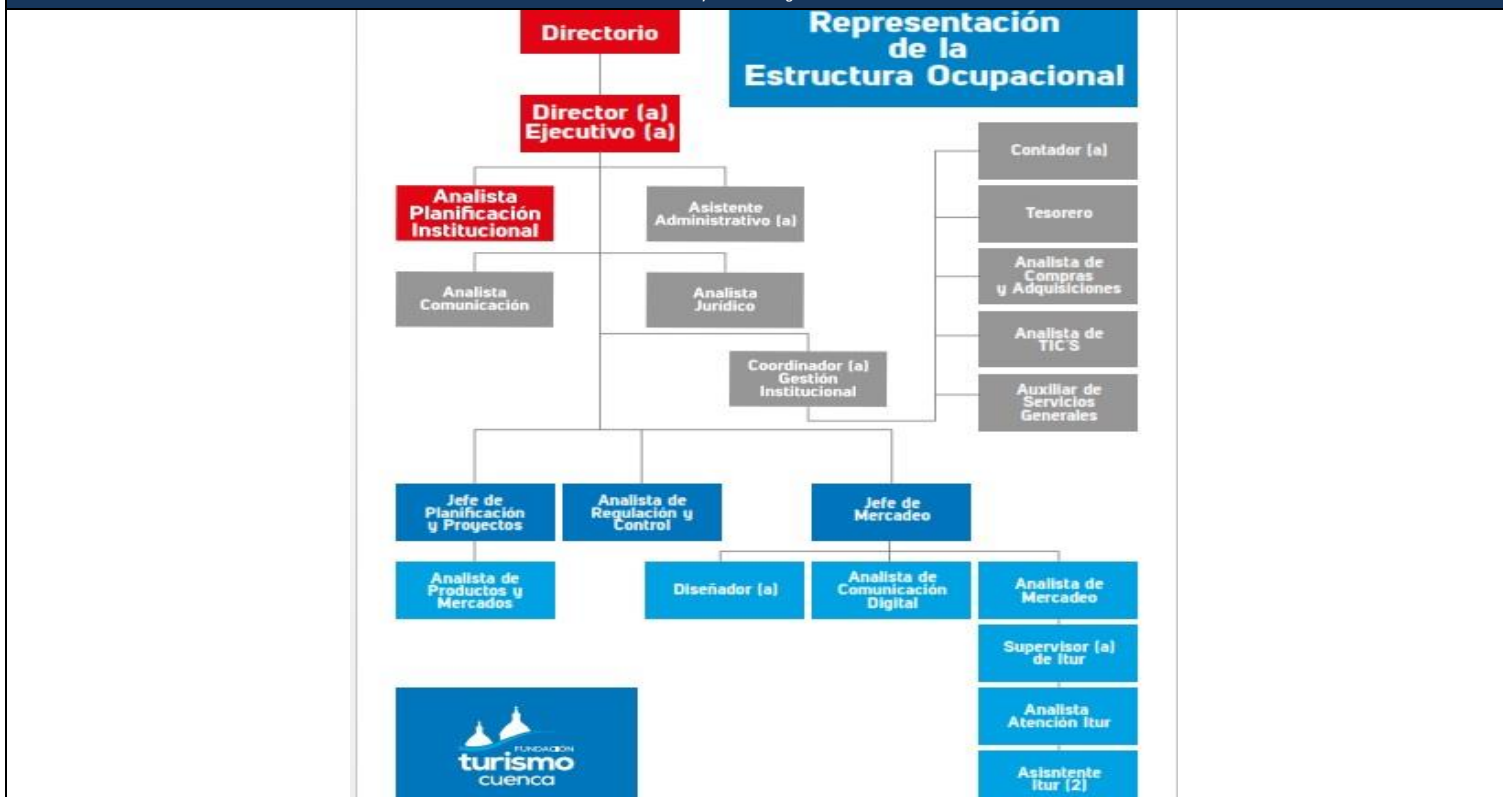 Directorio
Representación
de la
Estructura Ocupacional
Director (a)
Ejecutivo (a)
Contador (a)
Analista
Planificación
Institucional
Asistente
Administrativo (a)
Tesorero
Analista de
Compras
y Adquisiciones
Analista
Comunicación
Analista
Jurídico
Analista de
TIC'S
Coordinador (a)
Gestión
Institucional
Auxiliar de
Servicios
Generales
Jefe de
Planificación
y Proyectos
Analista de
Regulación y
Control
Jefe de
Mercadeo
Analista de
Productos y
Mercados
Diseñador (a)
Analista de
Comunicación
Digital
Analista de
Mercadeo
Supervisor (a)
de Itur
Analista
Atención Itur
Asisntente
Itur (2)
FUNDACIÓN
turismo
cuenca